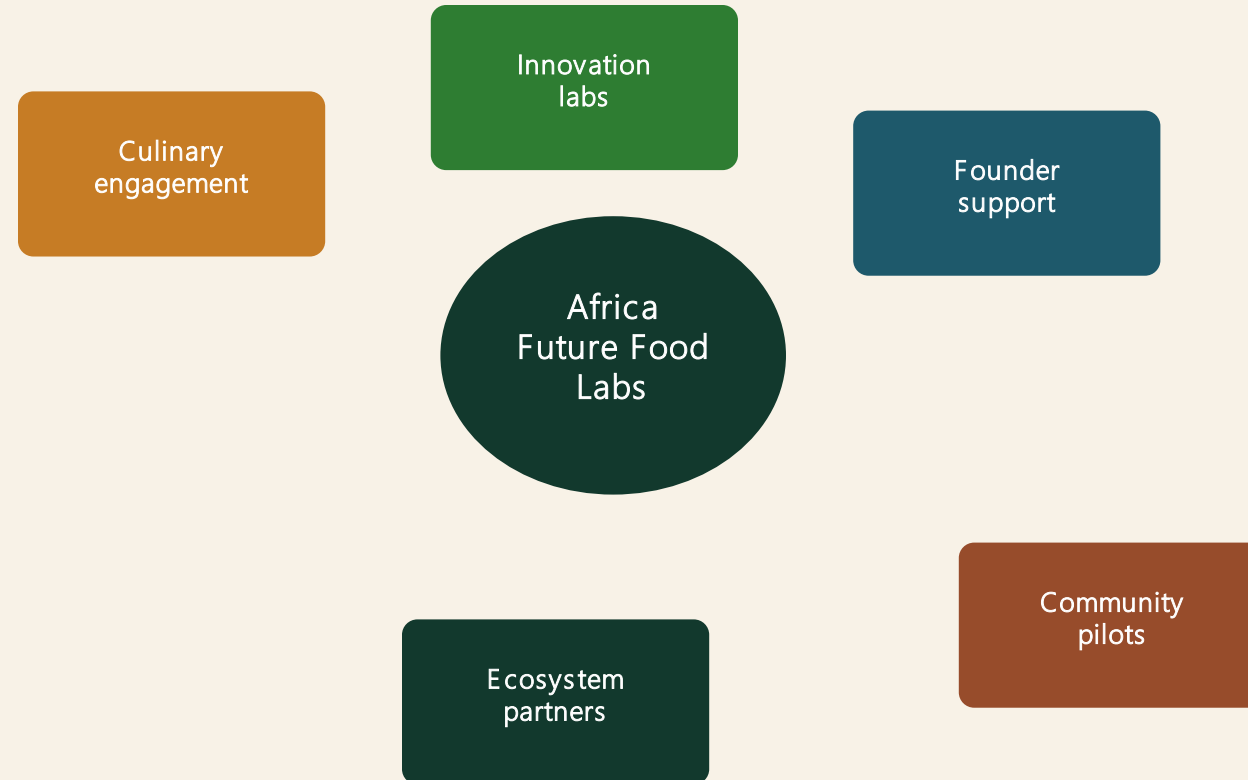 Innovation
labs
Culinary
engagement
Founder
support
Africa
Future Food
Labs
Community
pilots
Ecosystem
partners